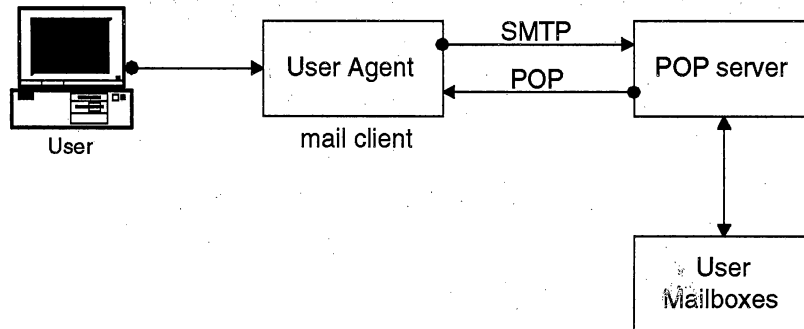 SMTP
User Agent
POP server
POP
User
mail client
User
Mailboxes